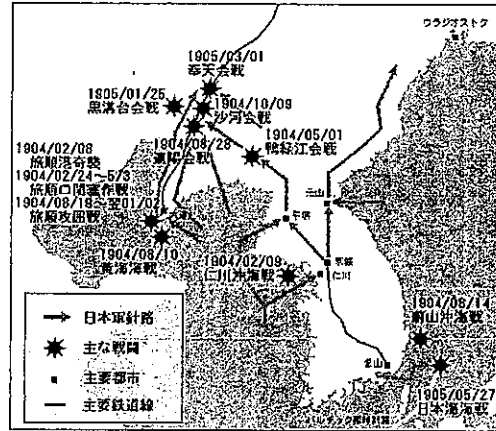 ウラジオストク
1905/03/01
奉天会戦
1905/01/25
黒溝台会戦
1904/10/09
沙河会戦
1904/05/01
鴨緑江会戦
1904/08/28
遼陽会戦
1904/02/08
旅順港奇襲
1904/02/24～5/3
旅順口閉塞作戦
1904/08/19～翌01/02
旅順攻囲戦
1904/08/10
黄海海戦
元山
平壌
1904/02/09
仁川沖海戦
京城
仁川
1904/08/14
蔚山沖海戦
釜山
1905/05/27
日本海海戦
日本軍針路
主な戦闘
主要都市
主要鉄道線